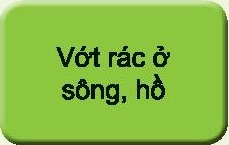 Vớt rác ở
sông, hồ